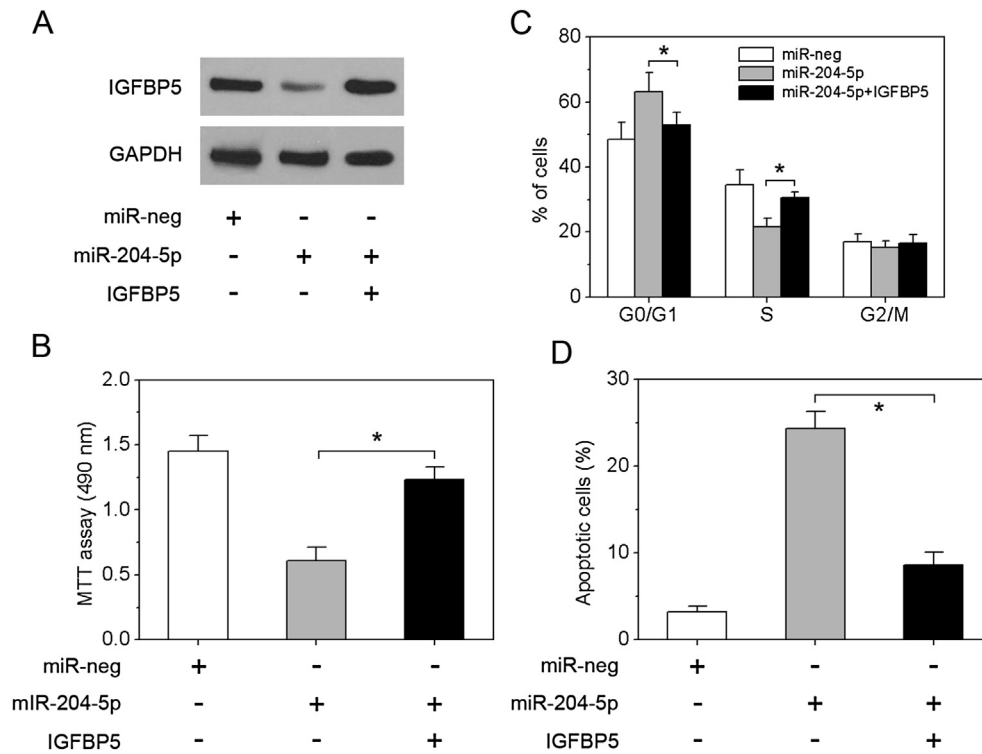 A
IGFBP5
GAPDH
miR-neg + - -
miR-204-5p - + +
IGFBP5 - - +
B
2.0
1.5
1.0
0.5
0.0
MTT assay (490 nm)
*
miR-neg + - -
mIR-204-5p - + +
IGFBP5 - - +
C
80
60
40
20
0
% of cells
* *
miR-neg
miR-204-5p
miR-204-5p+IGFBP5
G0/G1 S G2/M
D
30
20
10
0
Apoptotic cells (%)
*
miR-neg + - -
miR-204-5p - + +
IGFBP5 - - +